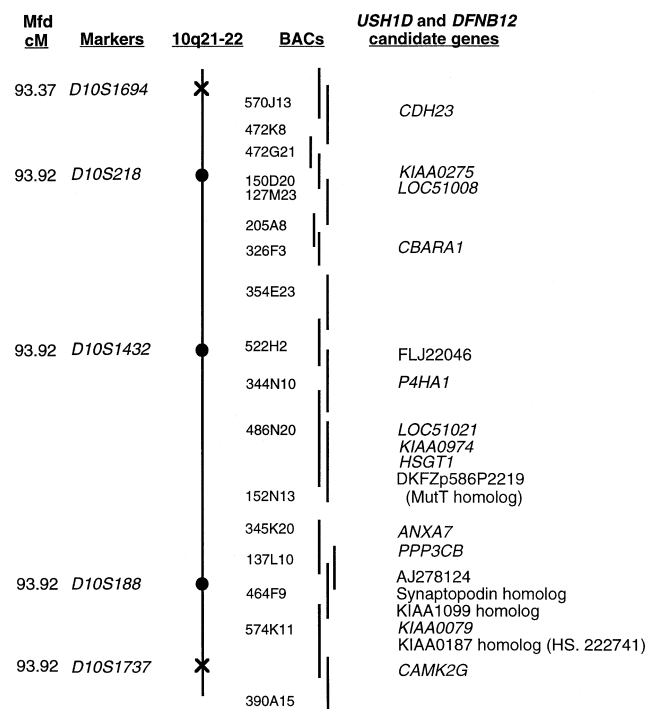 Mfd
cM
Markers
10q21-22
BACs
USH1D and DFNB12
candidate genes
93.37 D10S1694
570J13
CDH23
472K8
472G21
93.92 D10S218
150D20
KIAA0275
127M23
LOC51008
205A8
326F3
CBARA1
354E23
93.92 D10S1432
522H2
FLJ22046
344N10
P4HA1
486N20
LOC51021
KIAA0974
HSGT1
DKFZp586P2219
(MutT homolog)
152N13
345K20
ANXA7
137L10
PPP3CB
93.92 D10S188
AJ278124
464F9
Synaptopodin homolog
KIAA1099 homolog
574K11
KIAA0079
KIAA0187 homolog (HS. 222741)
93.92 D10S1737
CAMK2G
390A15